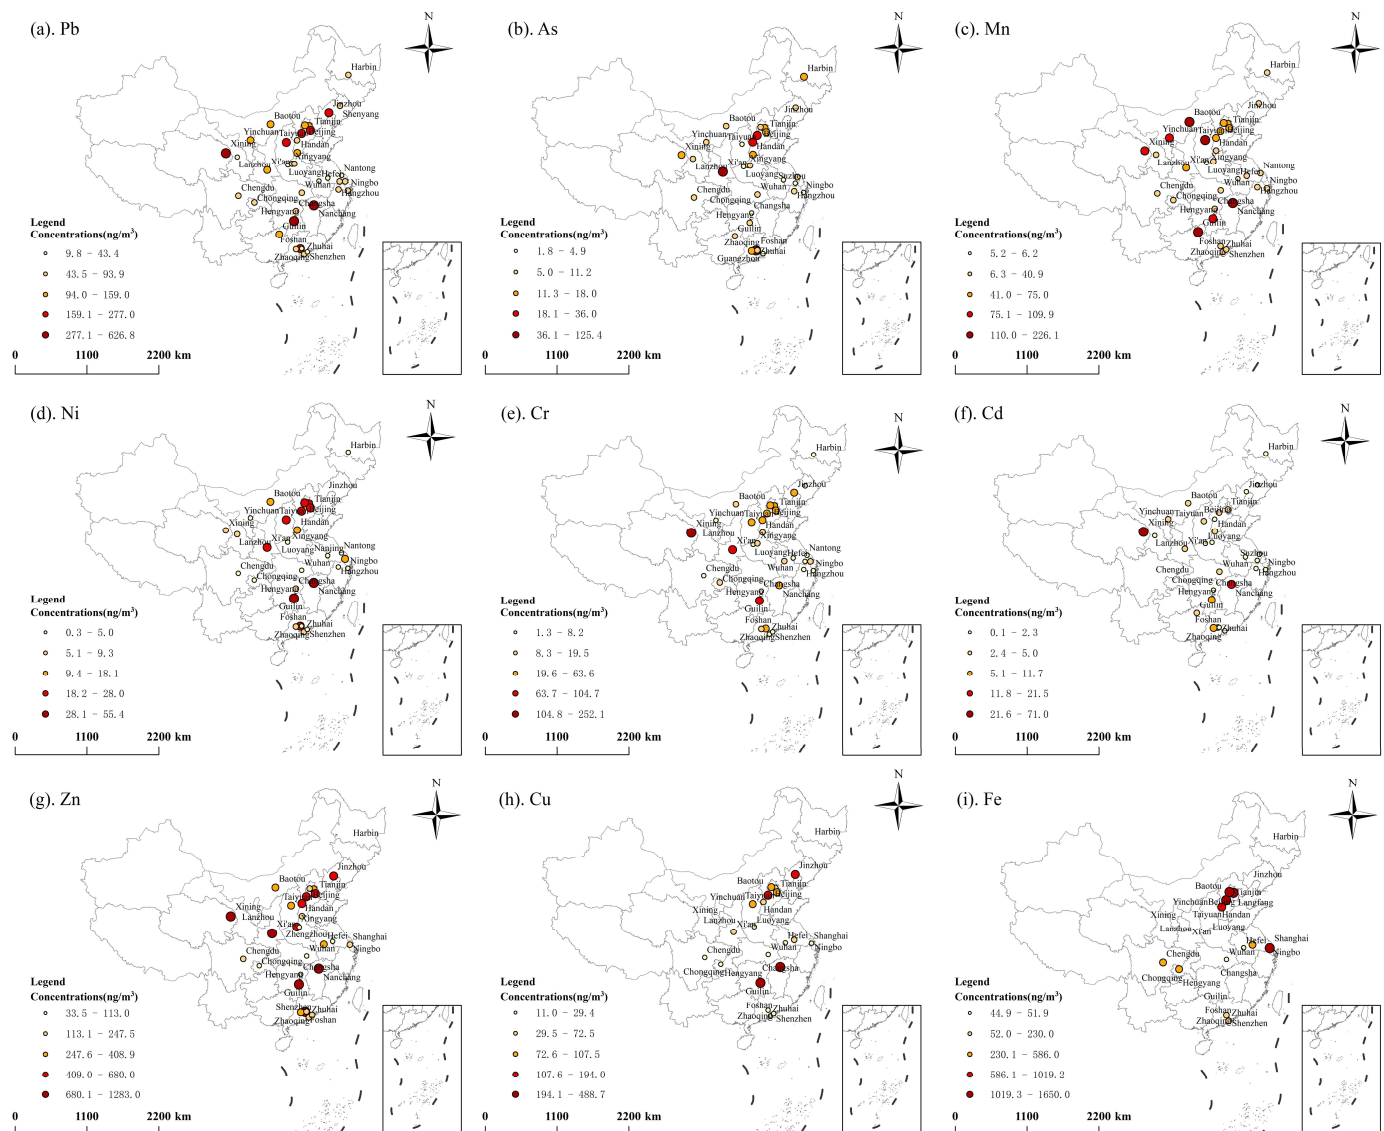 (a). Pb
N
Harbin
Jinzhou
Shenyang
Baotou
Tianjin
Yinchuan
Taiyuan
Beijing
Xining
Handan
Xingyang
Lanzhou
Xi'an
Luoyang
Hefei
Nantong
Wuhan
Ningbo
Hangzhou
Chengdu
Chongqing
Changsha
Hengyang
Nanchang
Guilin
Foshan
Zhuhai
Zhaoqing
Shenzhen
Legend
Concentrations(ng/m³)
9.8 - 43.4
43.5 - 93.9
94.0 - 159.0
159.1 - 277.0
277.1 - 626.8
0 1100 2200 km
(b). As
N
Harbin
Jinzhou
Baotou
Tianjin
Yinchuan
Taiyuan
Beijing
Xining
Handan
Xingyang
Lanzhou
Xi'an
Luoyang
Suzhou
Wuhan
Ningbo
Hangzhou
Chengdu
Chongqing
Changsha
Hengyang
Guilin
Zhaoqing
Foshan
Zhuhai
Guangzhou
Legend
Concentrations(ng/m³)
1.8 - 4.9
5.0 - 11.2
11.3 - 18.0
18.1 - 36.0
36.1 - 125.4
0 1100 2200 km
(c). Mn
N
Harbin
Jinzhou
Baotou
Tianjin
Yinchuan
Taiyuan
Beijing
Xining
Handan
Xingyang
Lanzhou
Xi'an
Luoyang
Nantong
Hefei
Wuhan
Ningbo
Hangzhou
Chengdu
Chongqing
Changsha
Hengyang
Nanchang
Guilin
Foshan
Zhuhai
Zhaoqing
Shenzhen
Legend
Concentrations(ng/m³)
5.2 - 6.2
6.3 - 40.9
41.0 - 75.0
75.1 - 109.9
110.0 - 226.1
0 1100 2200 km
(d). Ni
N
Harbin
Jinzhou
Baotou
Tianjin
Yinchuan
Taiyuan
Beijing
Xining
Handan
Xingyang
Xi'an
Luoyang
Nanjing
Nantong
Wuhan
Ningbo
Hangzhou
Chengdu
Chongqing
Changsha
Hengyang
Nanchang
Guilin
Foshan
Zhuhai
Zhaoqing
Shenzhen
Legend
Concentrations(ng/m³)
0.3 - 5.0
5.1 - 9.3
9.4 - 18.1
18.2 - 28.0
28.1 - 55.4
0 1100 2200 km
(e). Cr
N
Harbin
Jinzhou
Baotou
Tianjin
Yinchuan
Taiyuan
Beijing
Xining
Handan
Lanzhou
Xingyang
Xi'an
Luoyang
Hefei
Nantong
Wuhan
Ningbo
Hangzhou
Chengdu
Chongqing
Changsha
Hengyang
Nanchang
Guilin
Foshan
Zhuhai
Zhaoqing
Shenzhen
Legend
Concentrations(ng/m³)
1.3 - 8.2
8.3 - 19.5
19.6 - 63.6
63.7 - 104.7
104.8 - 252.1
0 1100 2200 km
(f). Cd
N
Harbin
Jinzhou
Baotou
Tianjin
Yinchuan
Taiyuan
Beijing
Xining
Handan
Lanzhou
Xi'an
Luoyang
Suzhou
Wuhan
Ningbo
Hangzhou
Chengdu
Chongqing
Changsha
Hengyang
Nanchang
Guilin
Foshan
Zhuhai
Zhaoqing
Legend
Concentrations(ng/m³)
0.1 - 2.3
2.4 - 5.0
5.1 - 11.7
11.8 - 21.5
21.6 - 71.0
0 1100 2200 km
(g). Zn
N
Harbin
Jinzhou
Baotou
Tianjin
Taiyuan
Beijing
Xining
Handan
Lanzhou
Xingyang
Xi'an
Zhengzhou
Hefei
Shanghai
Wuhan
Ningbo
Chengdu
Chongqing
Changsha
Hengyang
Nanchang
Guilin
Shenzhen
Zhuhai
Zhaoqing
Foshan
Legend
Concentrations(ng/m³)
33.5 - 113.0
113.1 - 247.5
247.6 - 408.9
409.0 - 680.0
680.1 - 1283.0
0 1100 2200 km
(h). Cu
N
Harbin
Jinzhou
Baotou
Tianjin
Yinchuan
Taiyuan
Beijing
Xining
Handan
Lanzhou
Luoyang
Xi'an
Hefei
Shanghai
Wuhan
Ningbo
Chengdu
Chongqing
Hengyang
Changsha
Guilin
Foshan
Zhuhai
Zhaoqing
Shenzhen
Legend
Concentrations(ng/m³)
11.0 - 29.4
29.5 - 72.5
72.6 - 107.5
107.6 - 194.0
194.1 - 488.7
0 1100 2200 km
(i). Fe
N
Harbin
Jinzhou
Baotou
Tianjin
Yinchuan
Beijing
Langfang
Xining
Taiyuan
Handan
Lanzhou
Xi'an
Luoyang
Hefei
Shanghai
Wuhan
Ningbo
Chengdu
Chongqing
Changsha
Hengyang
Guilin
Foshan
Zhuhai
Zhaoqing
Shenzhen
Legend
Concentrations(ng/m³)
44.9 - 51.9
52.0 - 230.0
230.1 - 586.0
586.1 - 1019.2
1019.3 - 1650.0
0 1100 2200 km